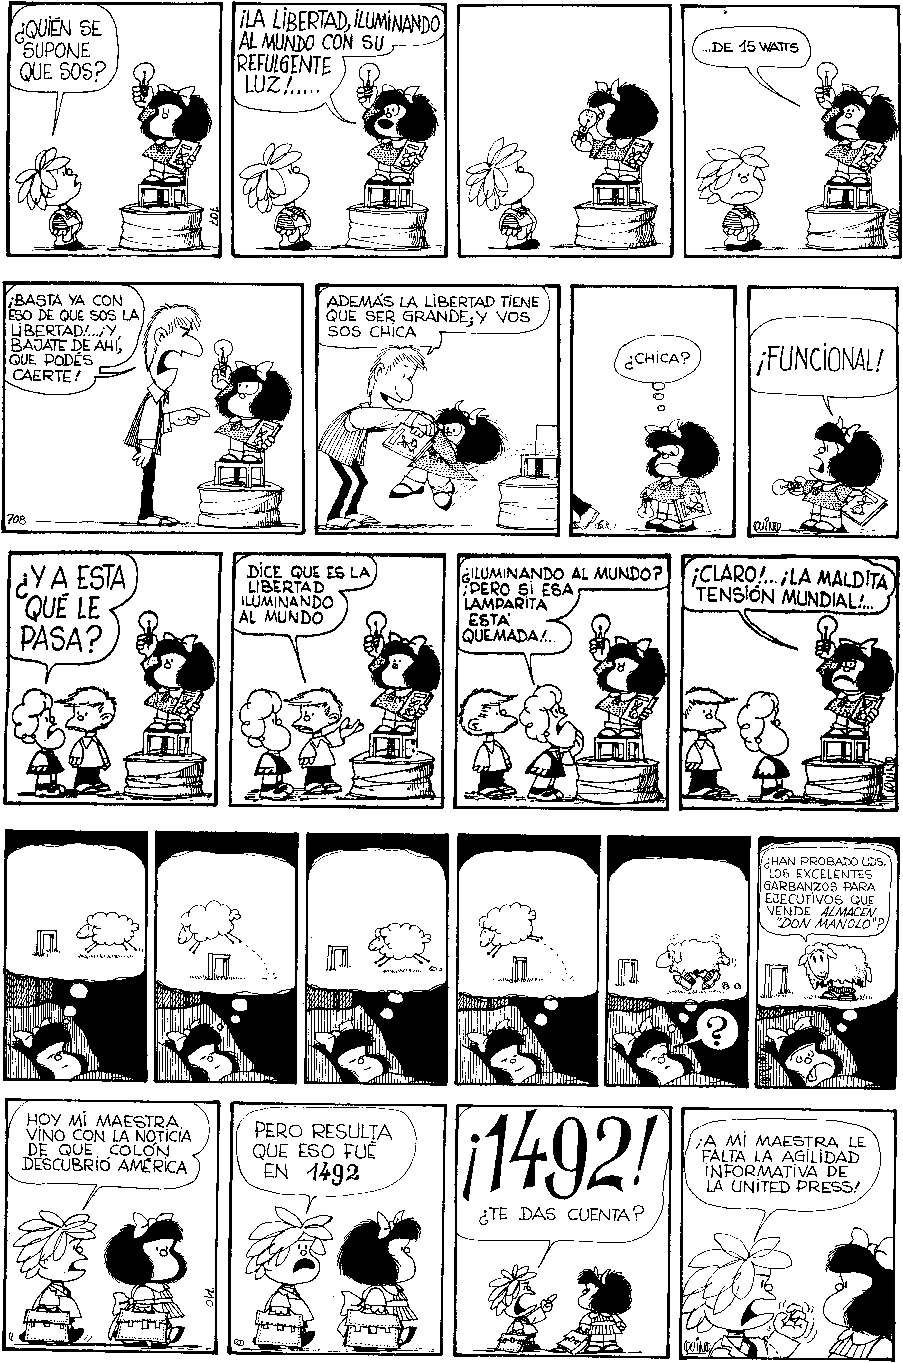 ¿QUIÉN SE
SUPONE
QUE SOS?
¡LA LIBERTAD, ILUMINANDO
AL MUNDO CON SU
REFULGENTE
LUZ!.....
...DE 15 WATTS
¡BASTA YA CON
ESO DE QUE SOS LA
LIBERTAD!...¡Y,
BAJATE DE AHÍ,
QUE PODÉS
CAERTE!
708
ADEMÁS LA LIBERTAD TIENE
QUE SER GRANDE, Y VOS
SOS CHICA
¿CHICA?
¡FUNCIONAL!
QUINO
¿Y A ESTA
QUÉ LE
PASA?
DICE QUE ES LA
LIBERTAD
ILUMINANDO
AL MUNDO
¿ILUMINANDO AL MUNDO?
¡PERO SI ESA
LAMPARITA
ESTÁ
QUEMADA!...
¡CLARO!...¡LA MALDITA
TENSIÓN MUNDIAL!...
?
¿HAN PROBADO UDS.
LOS EXCELENTES
GARBANZOS PARA
EJECUTIVOS QUE
VENDE ALMACÉN
"DON MANOLO"?
HOY MI MAESTRA
VINO CON LA NOTICIA
DE QUE COLÓN
DESCUBRIÓ AMÉRICA
PERO RESULTA
QUE ESO FUÉ
EN 1492
¡1492!
¿TE DAS CUENTA?
¡A MI MAESTRA LE
FALTA LA AGILIDAD
INFORMATIVA DE
LA UNITED PRESS!
QUINO